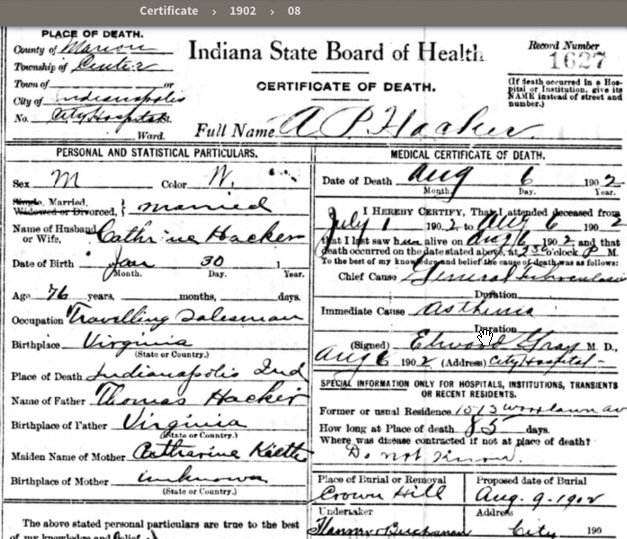 Certificate › 1902 › 08
PLACE OF DEATH.
County of Marion
Township of Center
Town of or
City of Indianapolis
No. City Hospital
Ward.
Indiana State Board of Health
CERTIFICATE OF DEATH.
Full Name A P Hacker.
Record Number
1627
(If death occurred in a Hos-
pital or Institution, give its
NAME instead of street and
number.)
PERSONAL AND STATISTICAL PARTICULARS.
Sex M Color W.
Single, Married,
Widowed or Divorced, } married
Name of Husband
or Wife, Cathrine Hacker
Date of Birth Jan 30 1
Month. Day. Year.
Age 76 years, months, days.
Occupation Travelling Salesman
Birthplace Virginia
(State or Country.)
Place of Death Indianapolis Ind
Name of Father Thomas Hacker
Birthplace of Father Virginia
(State or Country.)
Maiden Name of Mother Catharine
Birthplace of Mother unknown
(State or Country.)
The above stated personal particulars are true to the best
of my knowledge and belief.
MEDICAL CERTIFICATE OF DEATH.
Date of Death Aug 6 1902
Month. Day. Year.
I HEREBY CERTIFY, That I attended deceased from
July 1 1902, to Aug 6 1902
that I last saw him alive on Aug 6, 1902 and that
death occurred on the date stated above, at o'clock P. M.
To the best of my knowledge and belief the cause of death was as follows:
Chief Cause General Tuberculosis
Duration
Immediate Cause Asthenia
Duration
(Signed) Elwood Gray M. D.,
Aug 6 1902 (Address) City Hospital
SPECIAL INFORMATION ONLY FOR HOSPITALS, INSTITUTIONS, TRANSIENTS
OR RECENT RESIDENTS.
Former or usual Residence 1513 Woodlawn av
How long at Place of death 85 days.
Where was disease contracted if not at place of death?
Do not know.
Place of Burial or Removal
Crown Hill
Proposed date of Burial
Aug. 9-1902
Undertaker
Flanner & Buchanan
Address
City 190